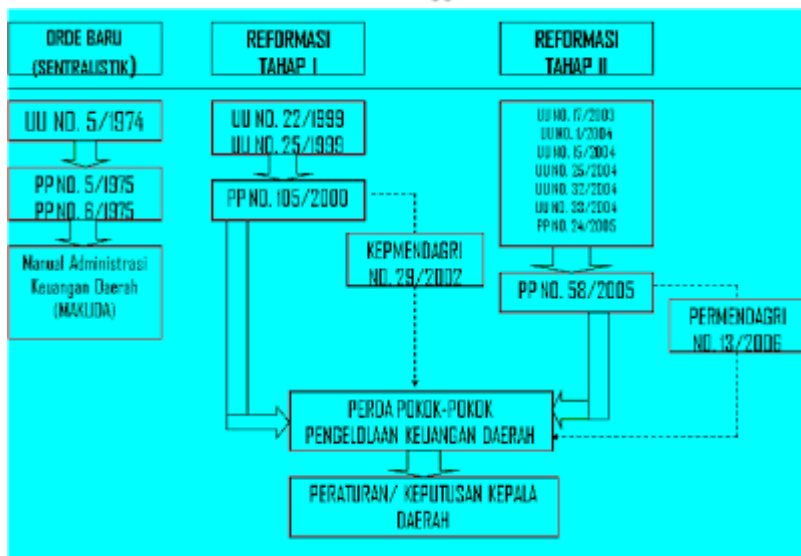 ORDE BARU
(SENTRALISTIK)
REFORMASI
TAHAP I
REFORMASI
TAHAP II
UU NO. 5/1974
PP NO. 5/1975
PP NO. 6/1975
Manual Administrasi
Keuangan Daerah
(MAKUDA)
UU NO. 22/1999
UU NO. 25/1999
PP NO. 105/2000
KEPMENDAGRI
NO. 29/2002
UU NO. 17/2003
UU NO. 1/2004
UU NO. 15/2004
UU NO. 25/2004
UU NO. 32/2004
UU NO. 33/2004
PP NO. 24/2005
PP NO. 58/2005
PERMENDAGRI
NO. 13/2006
PERDA POKOK-POKOK
PENGELOLAAN KEUANGAN DAERAH
PERATURAN/ KEPUTUSAN KEPALA
DAERAH